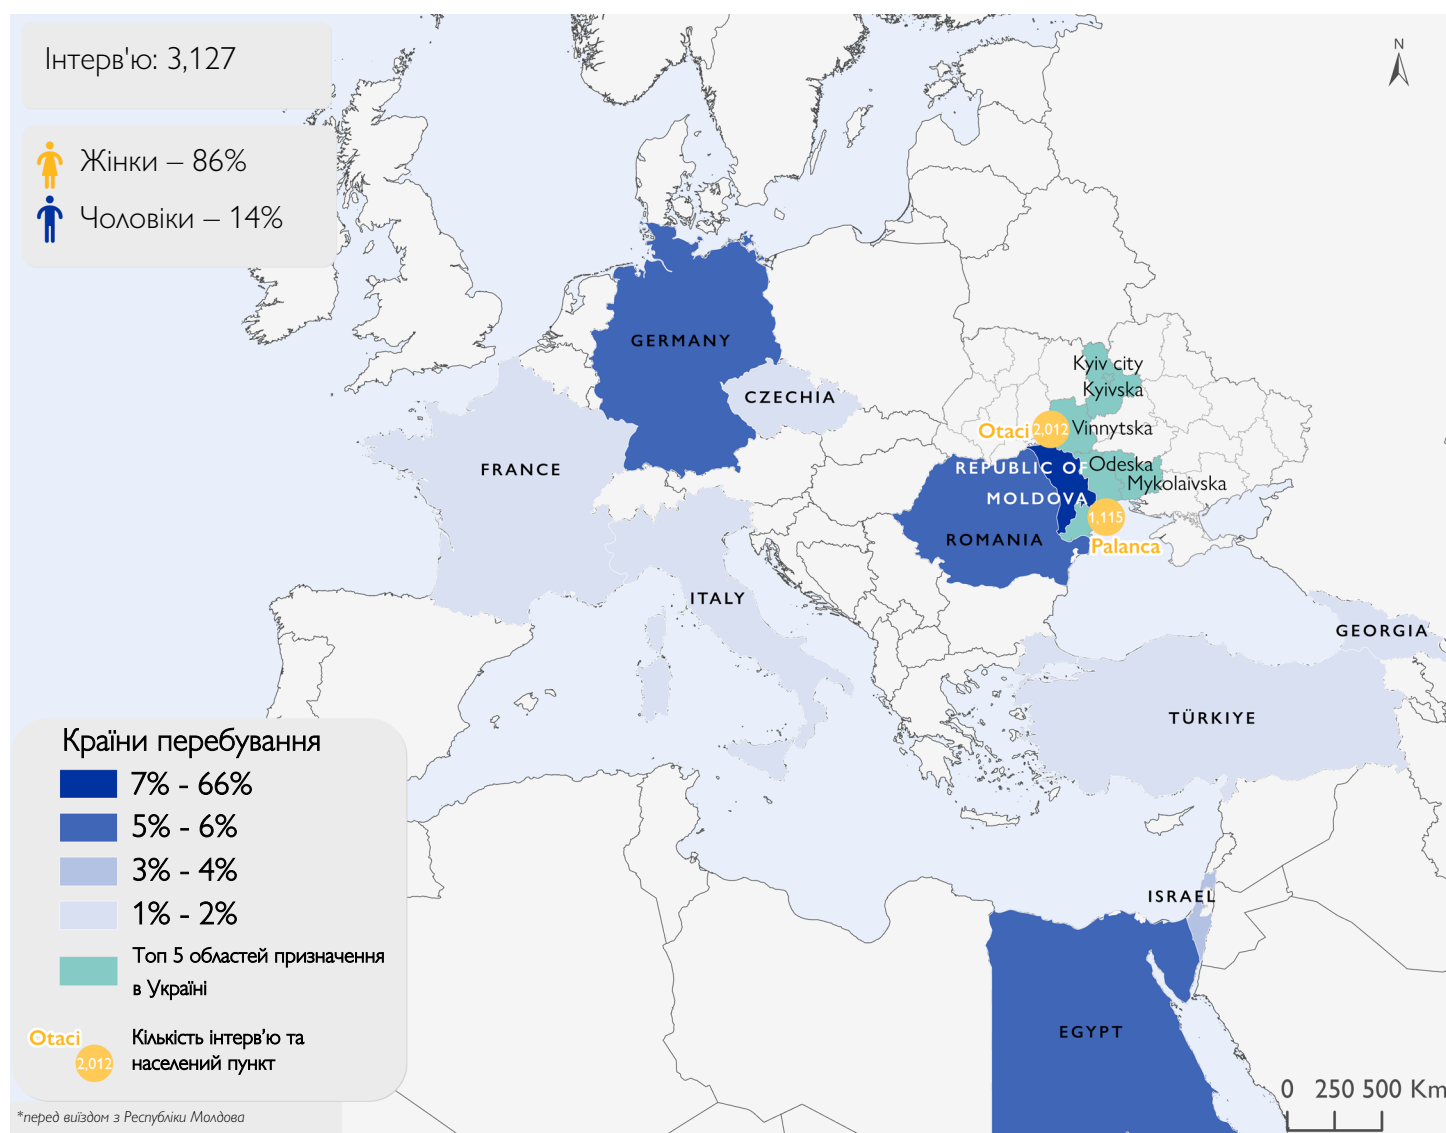 Інтерв'ю: 3,127
Жінки – 86%
Чоловіки – 14%
N
GERMANY
CZECHIA
FRANCE
Kyiv city
Kyivska
Otaci
2,012
Vinnytska
REPUBLIC OF
MOLDOVA
Odeska
Mykolaivska
1,115
Palanca
ROMANIA
ITALY
GEORGIA
TÜRKIYE
ISRAEL
EGYPT
Країни перебування
7% - 66%
5% - 6%
3% - 4%
1% - 2%
Топ 5 областей призначення
в Україні
Otaci
2,012
Кількість інтерв’ю та
населений пункт
*перед виїздом з Республіки Молдова
0 250 500 Km